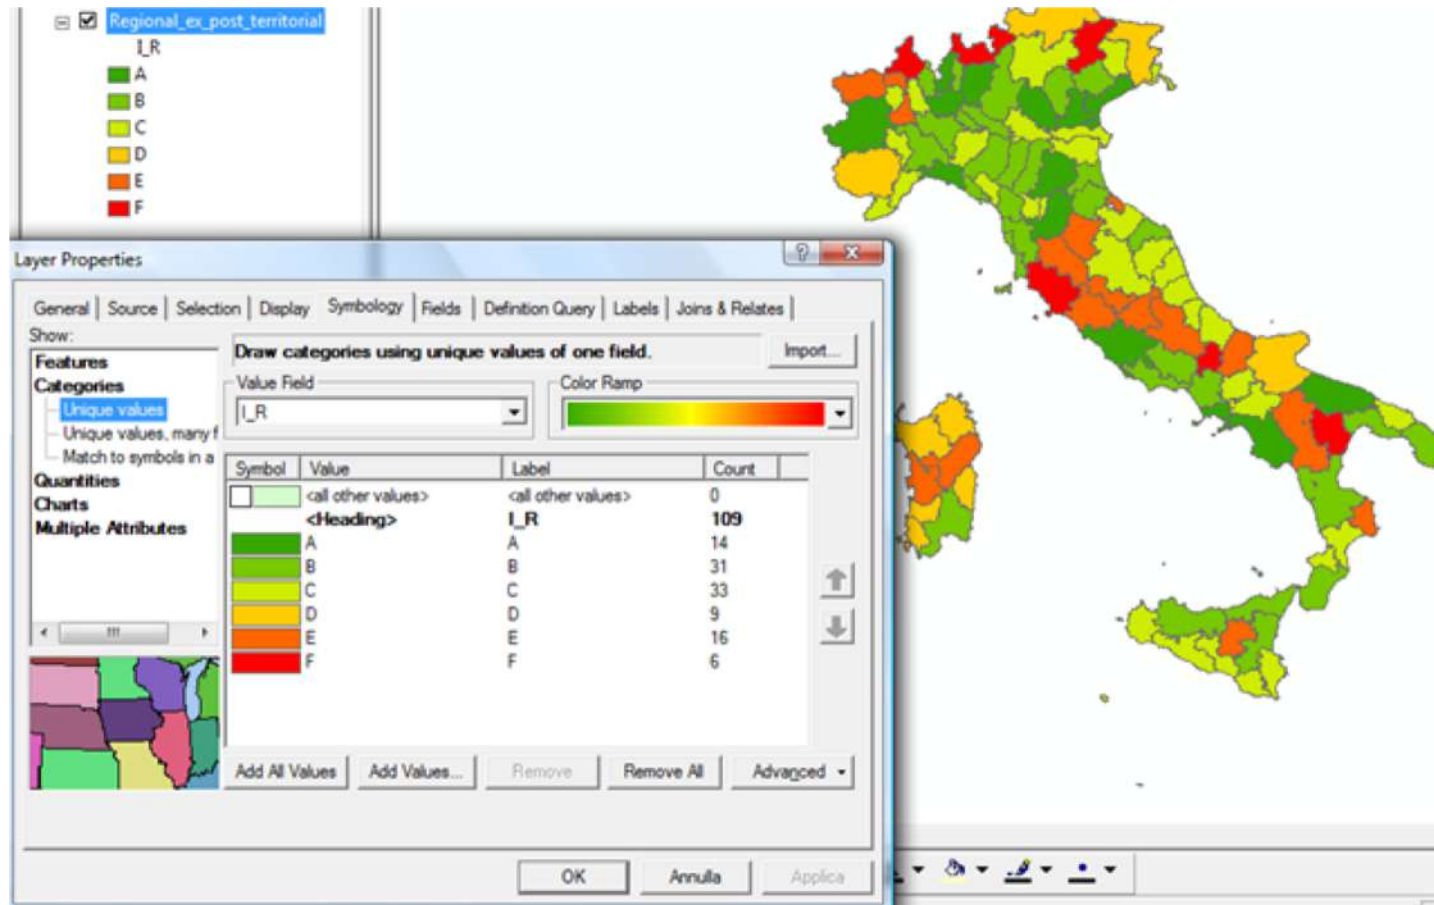 Regional_ex_post_territorial
I_R
A
B
C
D
E
F
Layer Properties
General Source Selection Display Symbology Fields Definition Query Labels Joins & Relates
Show:
Features
Categories
Unique values
Unique values, many f
Match to symbols in a
Quantities
Charts
Multiple Attributes
Draw categories using unique values of one field.
Import...
Value Field
I_R
Color Ramp
Symbol Value Label Count
<all other values> <all other values> 0
<Heading> I_R 109
A A 14
B B 31
C C 33
D D 9
E E 16
F F 6
Add All Values Add Values... Remove Remove All Advanced
OK Annulla Applica